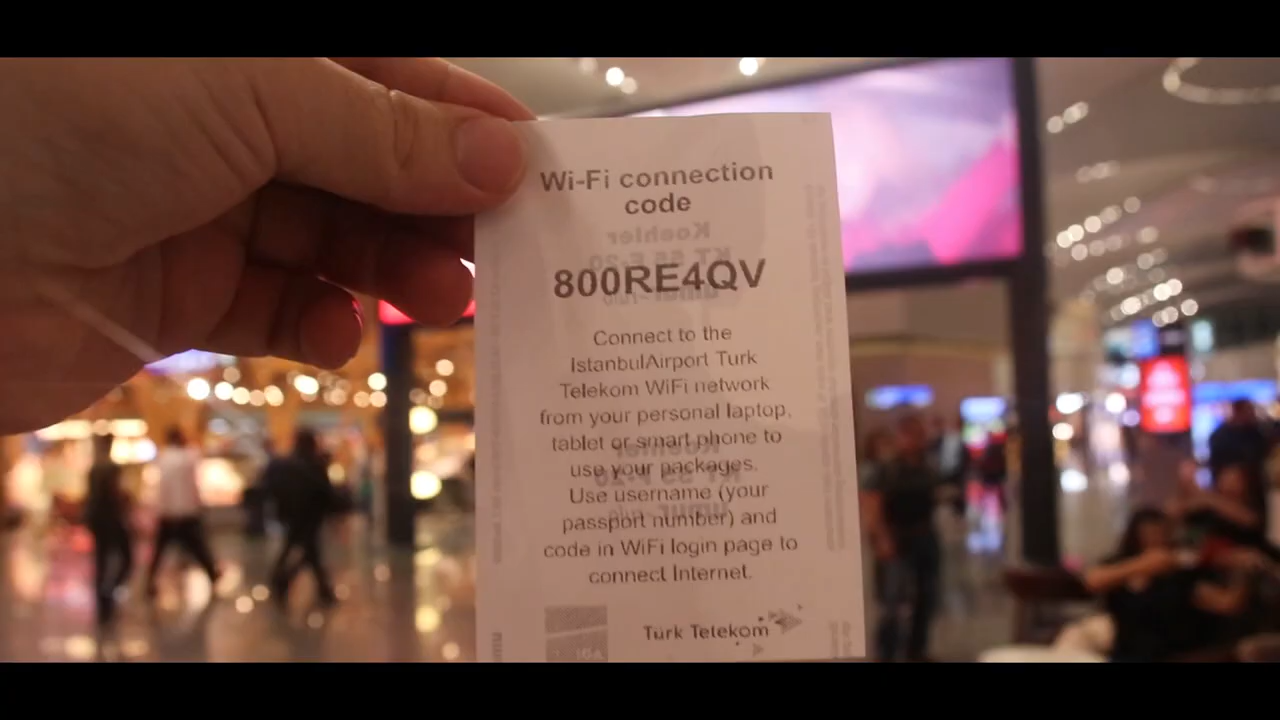 Wi-Fi connection
code
800RE4QV
Connect to the
IstanbulAirport Turk
Telekom WiFi network
from your personal laptop,
tablet or smart phone to
use your packages.
Use username (your
passport number) and
code in WiFi login page to
connect Internet.
Türk Telekom